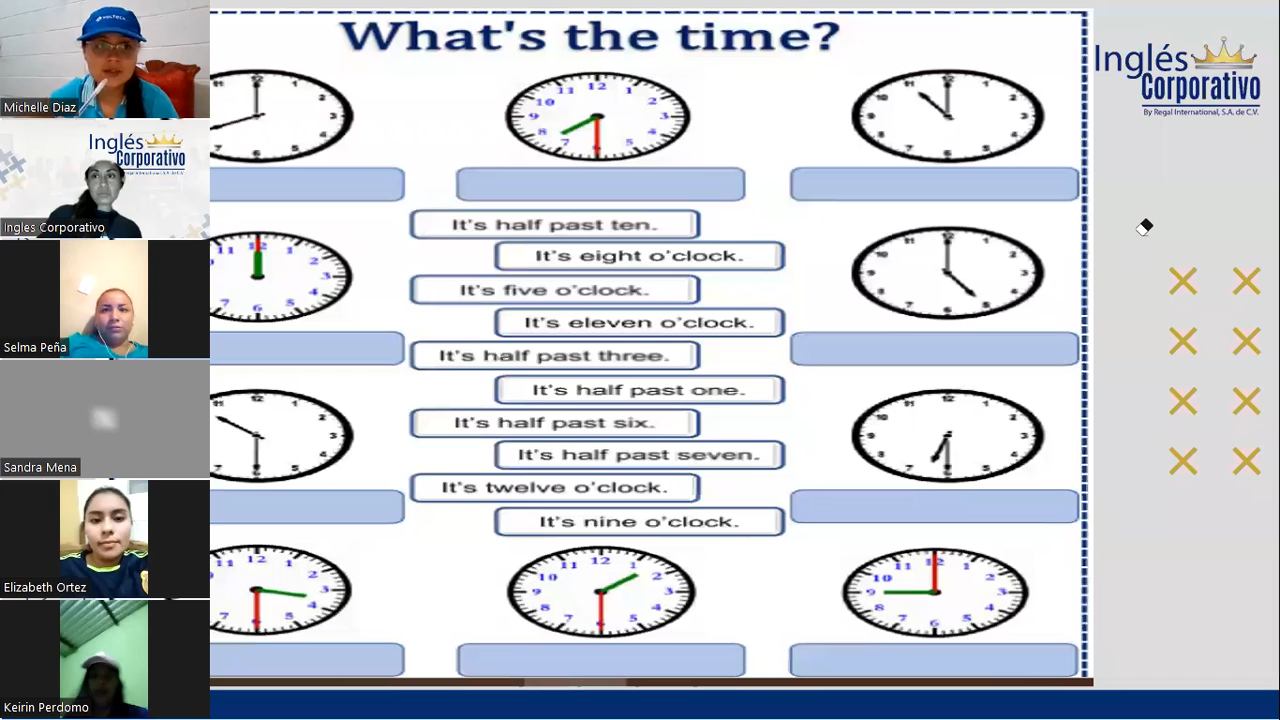 What's the time?
It's half past ten.
It's eight o'clock.
It's five o'clock.
It's eleven o'clock.
It's half past three.
It's half past one.
It's half past six.
It's half past seven.
It's twelve o'clock.
It's nine o'clock.
Inglés
Corporativo
By Regal International, S.A. de C.V.
Michelle Diaz
Inglés
Corporativo
Ingles Corporativo
Selma Peña
Sandra Mena
Elizabeth Ortez
Keirin Perdomo